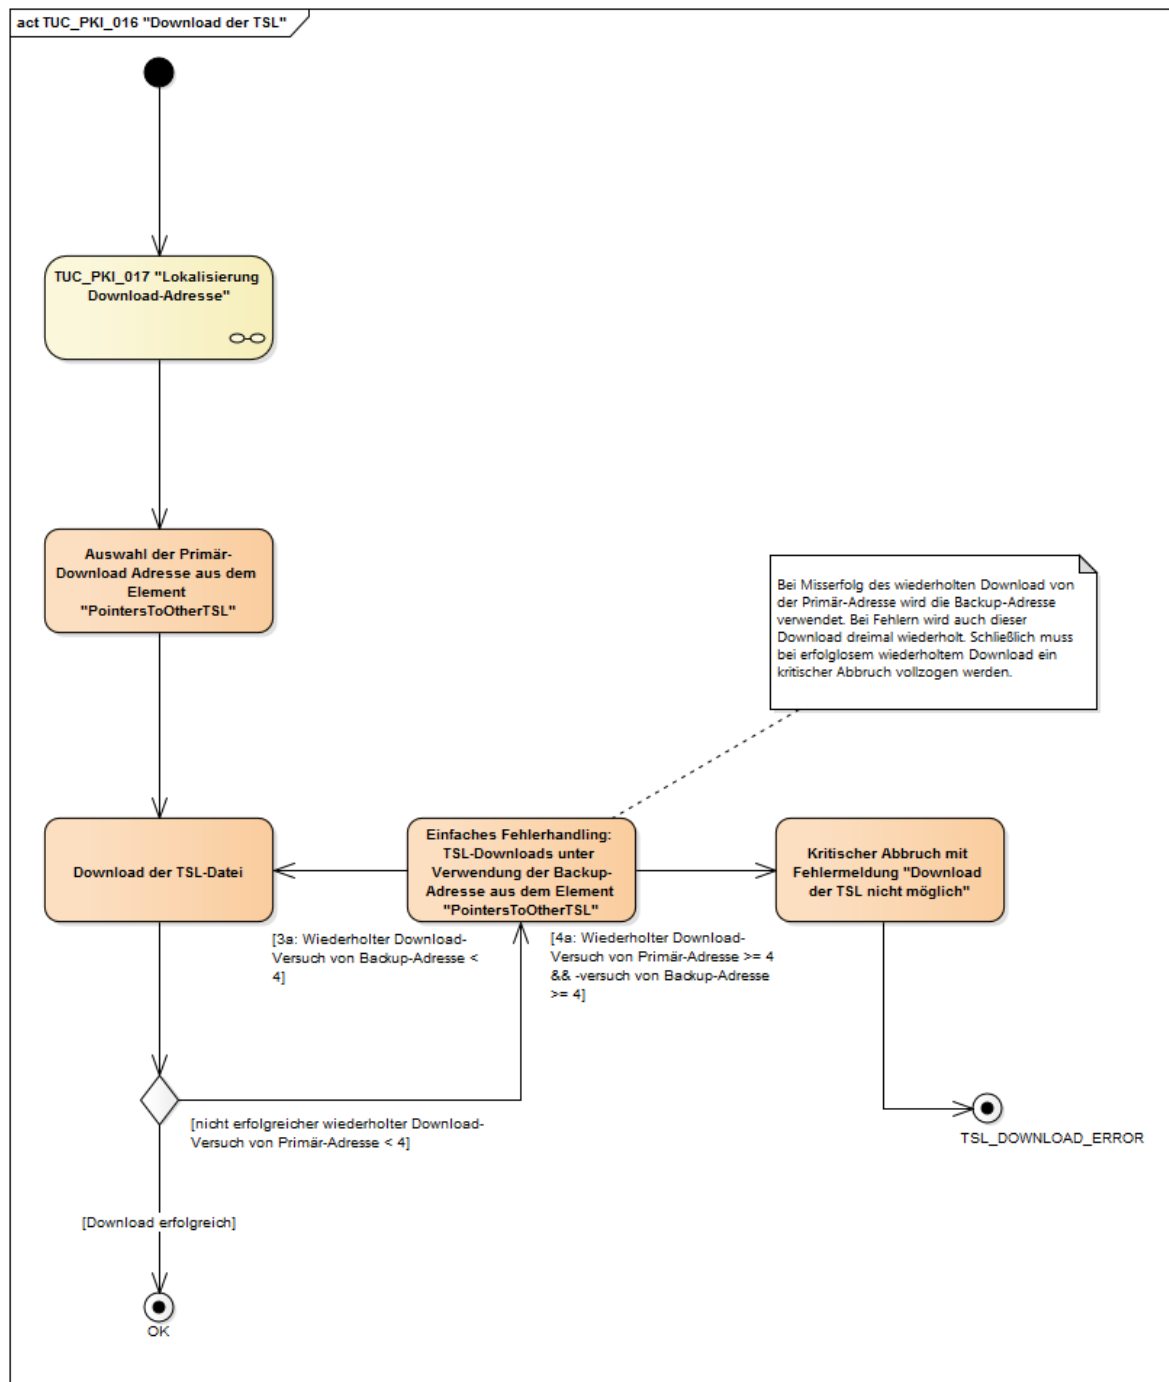 act TUC_PKI_016 "Download der TSL"
TUC_PKI_017 "Lokalisierung
Download-Adresse"
Auswahl der Primär-
Download Adresse aus dem
Element
"PointersToOtherTSL"
Bei Misserfolg des wiederholten Download von
der Primär-Adresse wird die Backup-Adresse
verwendet. Bei Fehlern wird auch dieser
Download dreimal wiederholt. Schließlich muss
bei erfolglosem wiederholtem Download ein
kritischer Abbruch vollzogen werden.
Download der TSL-Datei
Einfaches Fehlerhandling:
TSL-Downloads unter
Verwendung der Backup-
Adresse aus dem Element
"PointersToOtherTSL"
Kritischer Abbruch mit
Fehlermeldung "Download
der TSL nicht möglich"
[3a: Wiederholter Download-
Versuch von Backup-Adresse <
4]
[4a: Wiederholter Download-
Versuch von Primär-Adresse >= 4
&& -versuch von Backup-Adresse
>= 4]
[nicht erfolgreicher wiederholter Download-
Versuch von Primär-Adresse < 4]
TSL_DOWNLOAD_ERROR
[Download erfolgreich]
OK